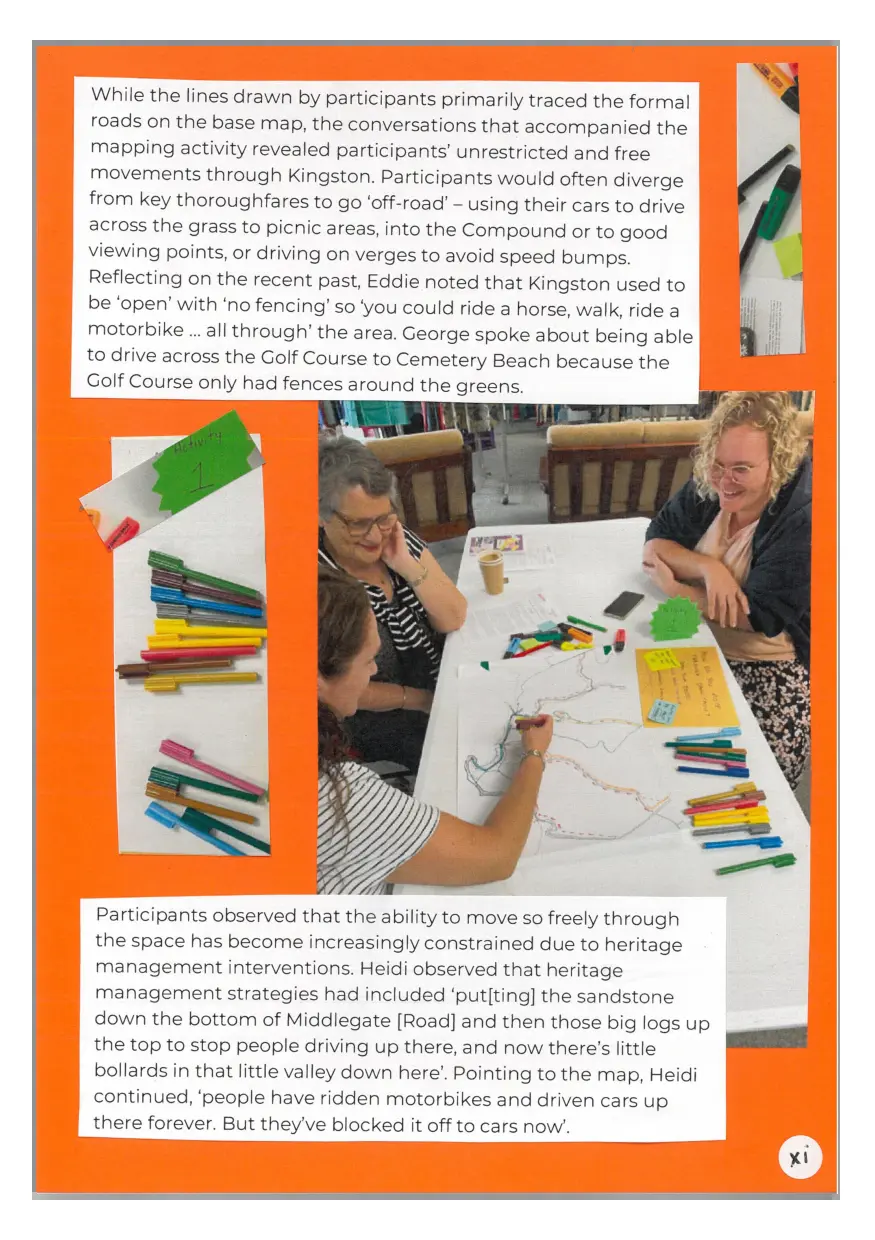 While the lines drawn by participants primarily traced the formal
roads on the base map, the conversations that accompanied the
mapping activity revealed participants’ unrestricted and free
movements through Kingston. Participants would often diverge
from key thoroughfares to go ‘off-road’ – using their cars to drive
across the grass to picnic areas, into the Compound or to good
viewing points, or driving on verges to avoid speed bumps.
Reflecting on the recent past, Eddie noted that Kingston used to
be ‘open’ with ‘no fencing’ so ‘you could ride a horse, walk, ride a
motorbike ... all through’ the area. George spoke about being able
to drive across the Golf Course to Cemetery Beach because the
Golf Course only had fences around the greens.
Activity
1
Participants observed that the ability to move so freely through
the space has become increasingly constrained due to heritage
management interventions. Heidi observed that heritage
management strategies had included ‘put[ting] the sandstone
down the bottom of Middlegate [Road] and then those big logs up
the top to stop people driving up there, and now there’s little
bollards in that little valley down here’. Pointing to the map, Heidi
continued, ‘people have ridden motorbikes and driven cars up
there forever. But they’ve blocked it off to cars now’.
xi